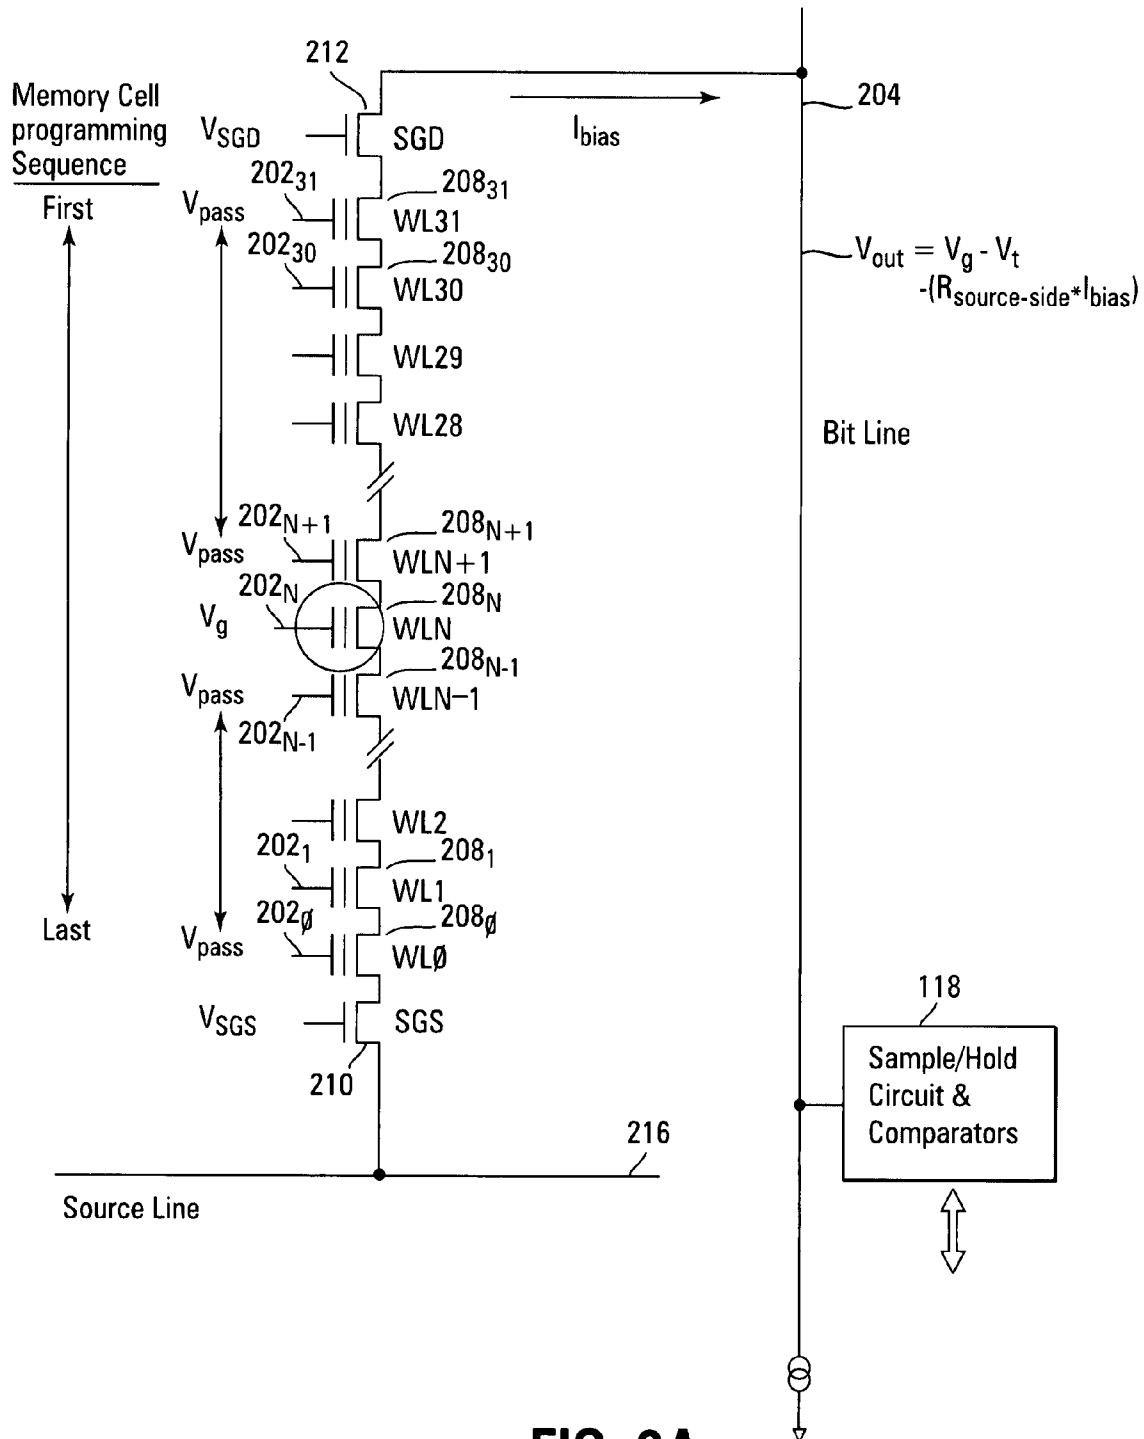 212
Memory Cell
programming
Sequence
First
Last
V_SGD
SGD
I_bias
204
202_31
V_pass
208_31
WL31
202_30
208_30
WL30
V_out = V_g - V_t
-(R_source-side*I_bias)
WL29
WL28
Bit Line
202_N+1
V_pass
208_N+1
WLN+1
202_N
V_g
208_N
WLN
V_pass
208_N-1
WLN-1
202_N-1
WL2
202_1
208_1
WL1
202_Ø
V_pass
208_Ø
WLØ
V_SGS
SGS
210
118
Sample/Hold
Circuit &
Comparators
216
Source Line